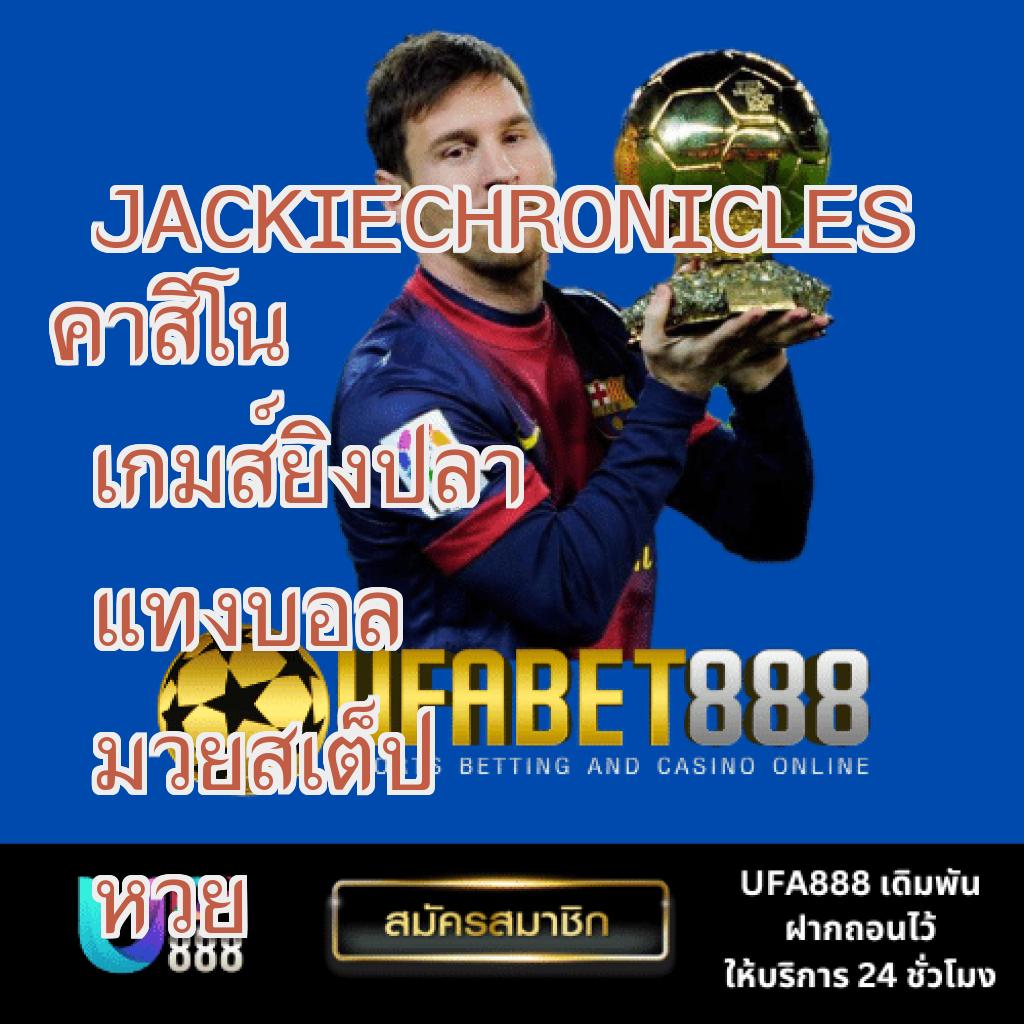 JACKIECHRONICLES
คาสิโน
เกมส์ยิงปลา
แทงบอล
UFABET888
มวยสเต็ป
BETTING AND CASINO ONLINE
หวย
888
สมัครสมาชิก
UFA888 เดิมพัน
ฝากถอนไว้
ให้บริการ 24 ชั่วโมง